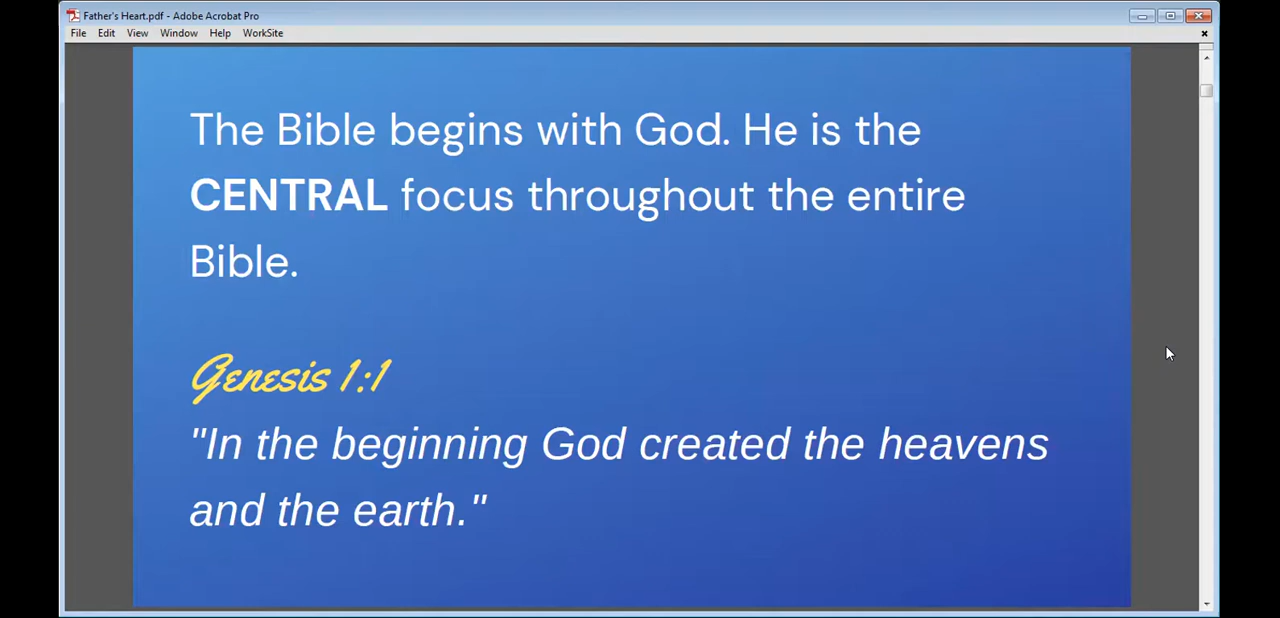 Father's Heart.pdf - Adobe Acrobat Pro
File Edit View Window Help WorkSite
The Bible begins with God. He is the
CENTRAL focus throughout the entire
Bible.
Genesis 1:1
"In the beginning God created the heavens
and the earth."